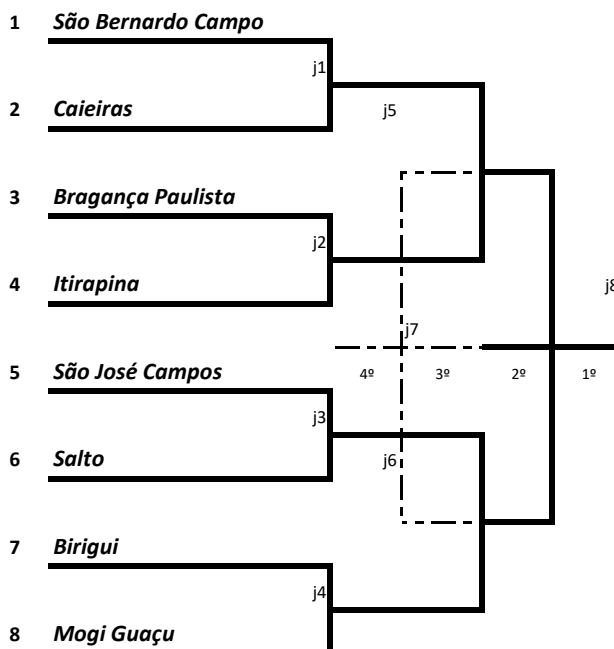 1 São Bernardo Campo
j1
2 Caieiras
j5
3 Bragança Paulista
j2
4 Itirapina
j8
j7
5 São José Campos
4º 3º 2º 1º
j3
6 Salto
j6
7 Birigui
j4
8 Mogi Guaçu